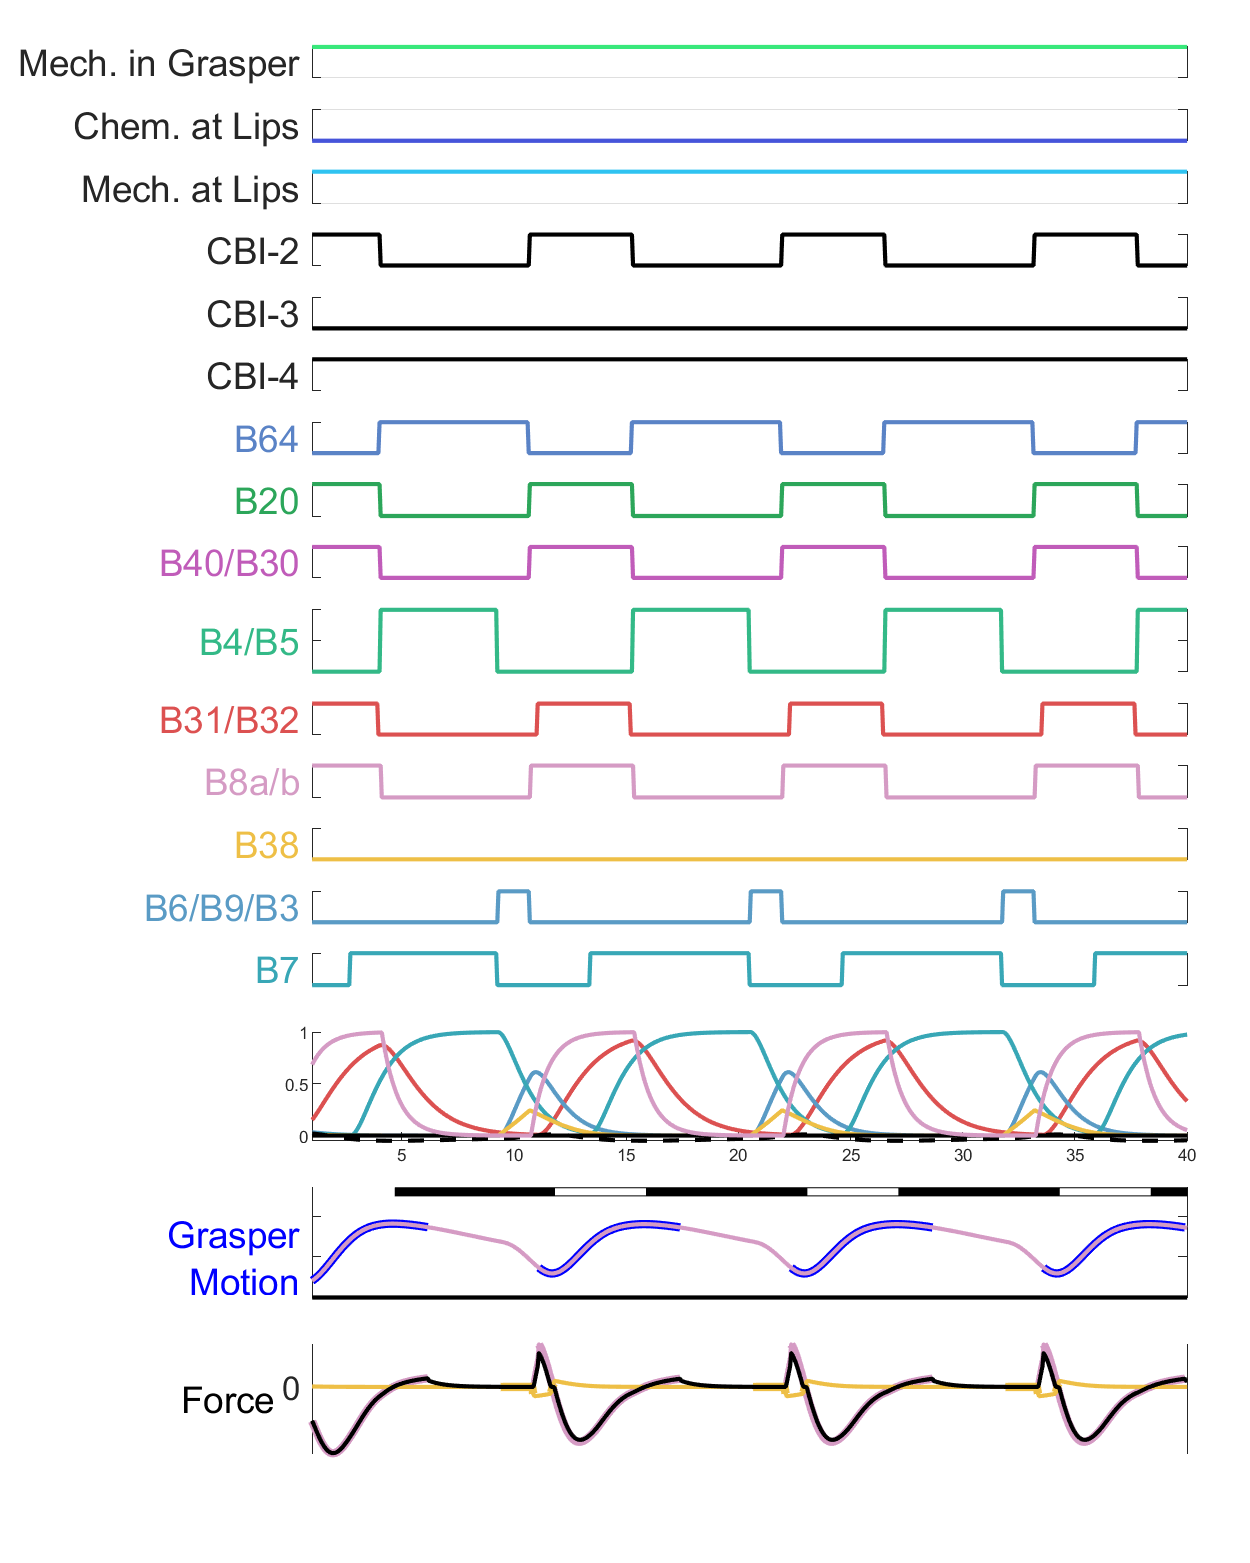 Mech. in Grasper
Chem. at Lips
Mech. at Lips
CBI-2
CBI-3
CBI-4
B64
B20
B40/B30
B4/B5
B31/B32
B8a/b
B38
B6/B9/B3
B7
1
0.5
0
5 10 15 20 25 30 35 40
Grasper
Motion
Force 0